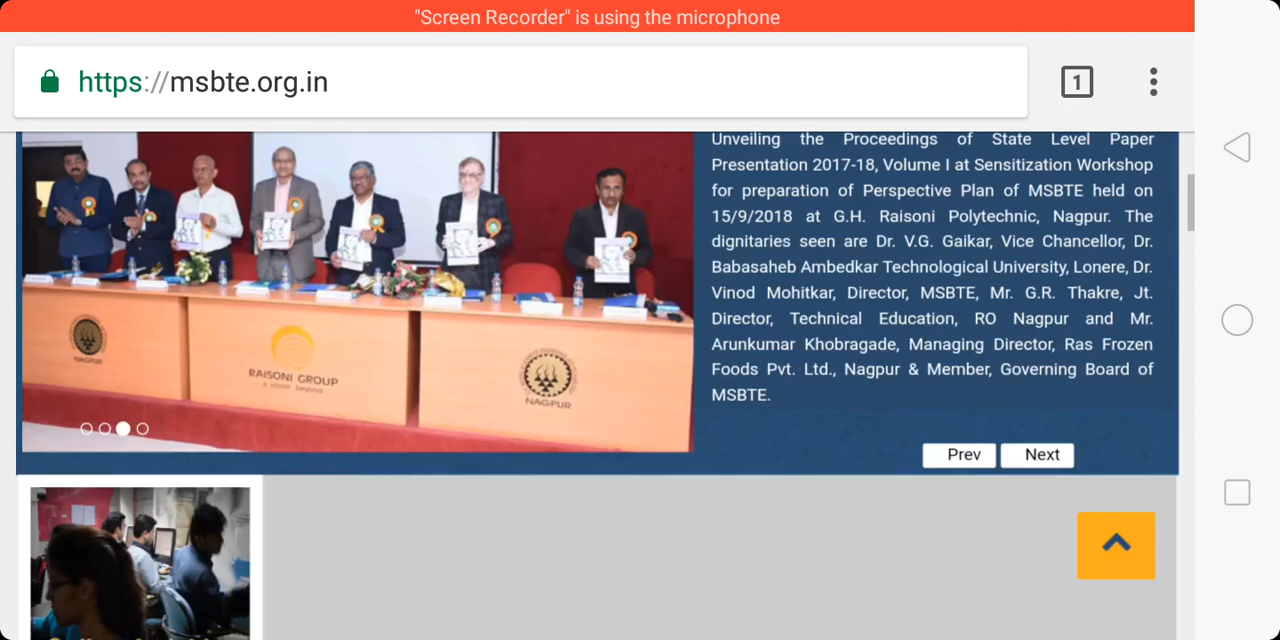 "Screen Recorder" is using the microphone
https://msbte.org.in
1
Unveiling the Proceedings of State Level Paper
Presentation 2017-18, Volume I at Sensitization Workshop
for preparation of Perspective Plan of MSBTE held on
15/9/2018 at G.H. Raisoni Polytechnic, Nagpur. The
dignitaries seen are Dr. V.G. Gaikar, Vice Chancellor, Dr.
Babasaheb Ambedkar Technological University, Lonere, Dr.
Vinod Mohitkar, Director, MSBTE, Mr. G.R. Thakre, Jt.
Director, Technical Education, RO Nagpur and Mr.
Arunkumar Khobragade, Managing Director, Ras Frozen
Foods Pvt. Ltd., Nagpur & Member, Governing Board of
MSBTE.
NAGPUR
RAISONI GROUP
a vision beyond
NAGPUR
Prev
Next